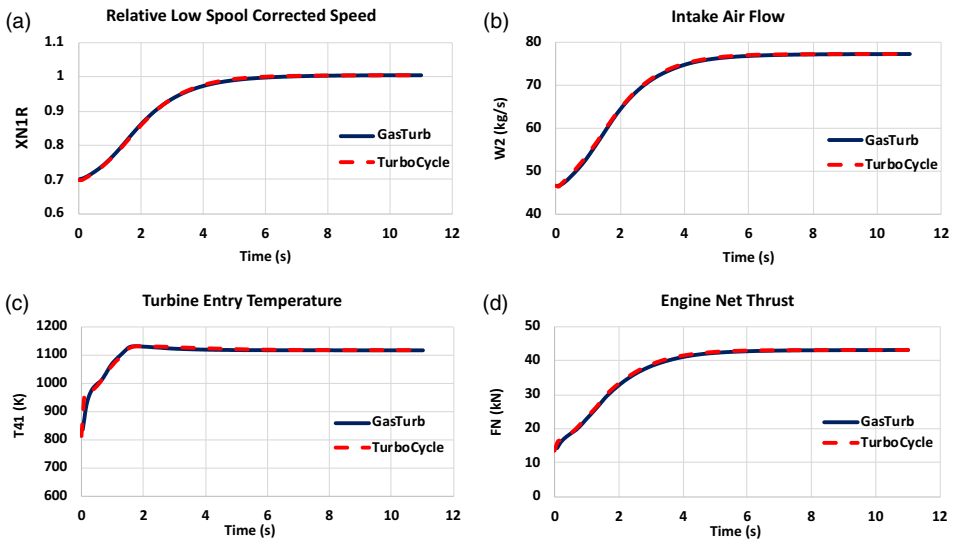 (a)
Relative Low Spool Corrected Speed
XN1R
1.1
1
0.9
0.8
0.7
0.6
0 2 4 6 8 10 12
Time (s)
GasTurb
TurboCycle
(b)
Intake Air Flow
W2 (kg/s)
80
70
60
50
40
0 2 4 6 8 10 12
Time (s)
GasTurb
TurboCycle
(c)
Turbine Entry Temperature
T41 (K)
1200
1100
1000
900
800
700
600
0 2 4 6 8 10 12
Time (s)
GasTurb
TurboCycle
(d)
Engine Net Thrust
FN (kN)
50
40
30
20
10
0
0 2 4 6 8 10 12
Time (s)
GasTurb
TurboCycle